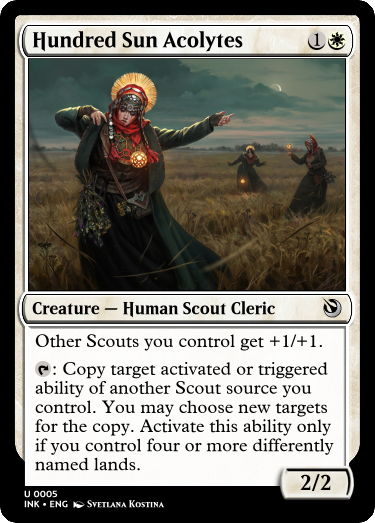 Hundred Sun Acolytes 1
Creature — Human Scout Cleric
Other Scouts you control get +1/+1.
: Copy target activated or triggered
ability of another Scout source you
control. You may choose new targets
for the copy. Activate this ability only
if you control four or more differently
named lands.
2/2
U 0005
INK • ENG Svetlana Kostina